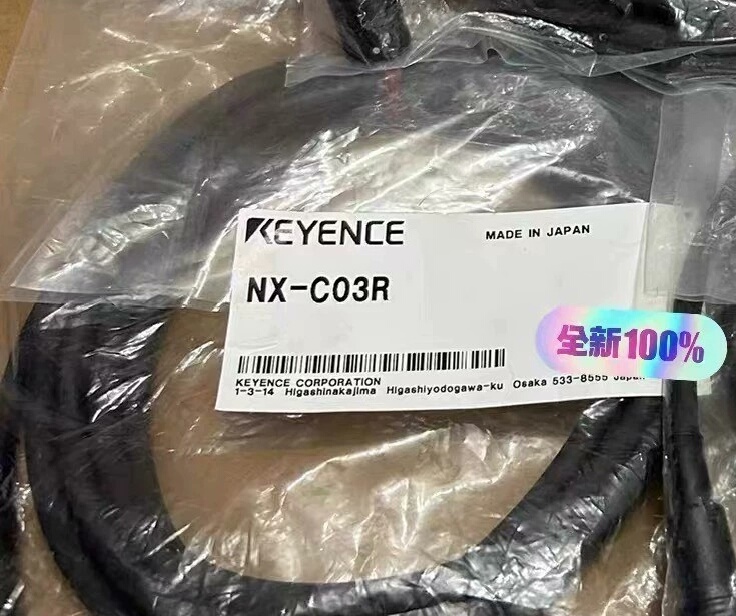 KEYENCE
MADE IN JAPAN
NX-C03R
全新100%
KEYENCE CORPORATION
1-3-14 Higashinakajima Higashiyodogawa-ku Osaka 533-8555 Japan